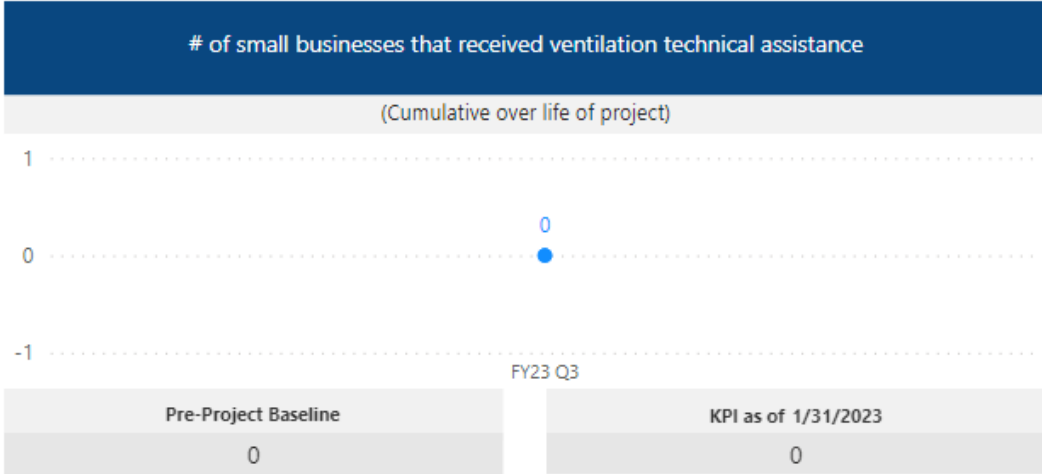 # of small businesses that received ventilation technical assistance
(Cumulative over life of project)
1
0
0
-1
FY23 Q3
Pre-Project Baseline
KPI as of 1/31/2023
0
0